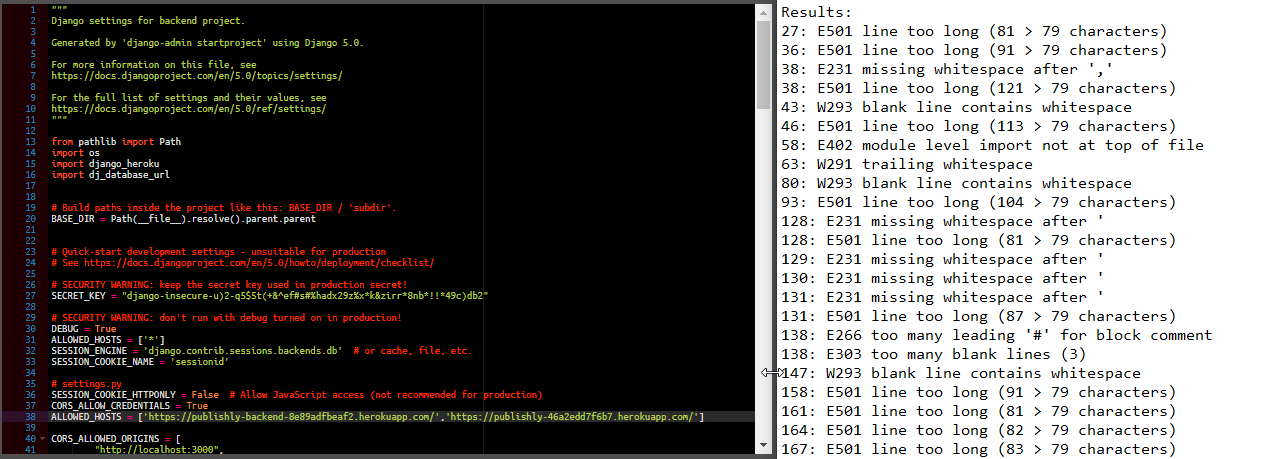 1 """
2 Django settings for backend project.
3
4 Generated by 'django-admin startproject' using Django 5.0.
5
6 For more information on this file, see
7 https://docs.djangoproject.com/en/5.0/topics/settings/
8
9 For the full list of settings and their values, see
10 https://docs.djangoproject.com/en/5.0/ref/settings/
11 """
12
13 from pathlib import Path
14 import os
15 import django_heroku
16 import dj_database_url
17
18
19 # Build paths inside the project like this: BASE_DIR / 'subdir'.
20 BASE_DIR = Path(__file__).resolve().parent.parent
21
22
23 # Quick-start development settings - unsuitable for production
24 # See https://docs.djangoproject.com/en/5.0/howto/deployment/checklist/
25
26 # SECURITY WARNING: keep the secret key used in production secret!
27 SECRET_KEY = "django-insecure-u)2-q5$5t(+&^ef#s#%hadx29z%x*k&zirr*8nb*!!*49c)db2"
28
29 # SECURITY WARNING: don't run with debug turned on in production!
30 DEBUG = True
31 ALLOWED_HOSTS = ['*']
32 SESSION_ENGINE = 'django.contrib.sessions.backends.db'  # or cache, file, etc.
33 SESSION_COOKIE_NAME = 'sessionid'
34
35 # settings.py
36 SESSION_COOKIE_HTTPONLY = False  # Allow JavaScript access (not recommended for production)
37 CORS_ALLOW_CREDENTIALS = True
38 ALLOWED_HOSTS = ['https://publishly-backend-8e89adfbeaf2.herokuapp.com/','https://publishly-46a2edd7f6b7.herokuapp.com/']
39
40 CORS_ALLOWED_ORIGINS = [
41 "http://localhost:3000",
Results:
27: E501 line too long (81 > 79 characters)
36: E501 line too long (91 > 79 characters)
38: E231 missing whitespace after ','
38: E501 line too long (121 > 79 characters)
43: W293 blank line contains whitespace
46: E501 line too long (113 > 79 characters)
58: E402 module level import not at top of file
63: W291 trailing whitespace
80: W293 blank line contains whitespace
93: E501 line too long (104 > 79 characters)
128: E231 missing whitespace after '
128: E501 line too long (81 > 79 characters)
129: E231 missing whitespace after '
130: E231 missing whitespace after '
131: E231 missing whitespace after '
131: E501 line too long (87 > 79 characters)
138: E266 too many leading '#' for block comment
138: E303 too many blank lines (3)
147: W293 blank line contains whitespace
158: E501 line too long (91 > 79 characters)
161: E501 line too long (81 > 79 characters)
164: E501 line too long (82 > 79 characters)
167: E501 line too long (83 > 79 characters)